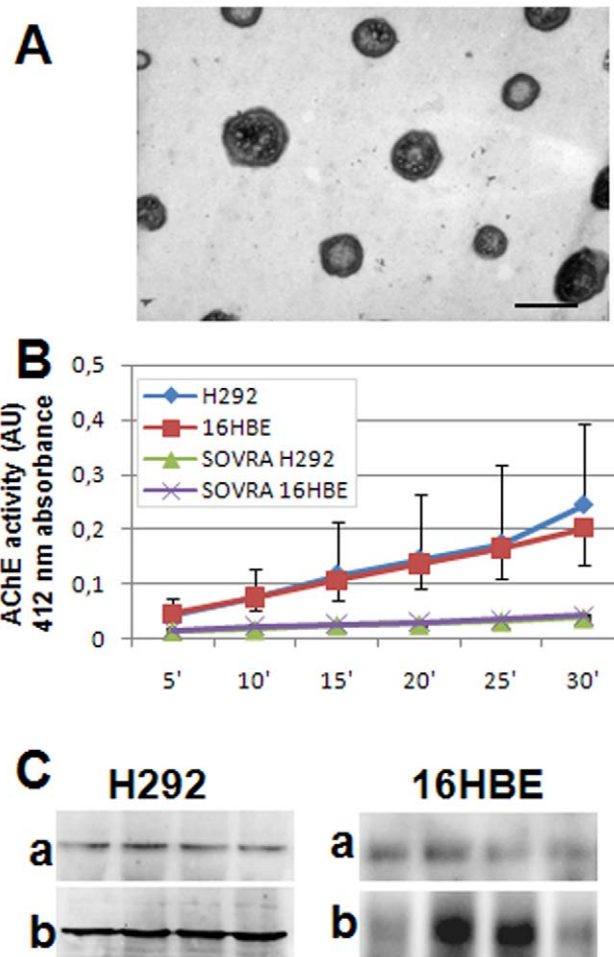 A
B
AChE activity (AU)
412 nm absorbance
0,5
0,4
0,3
0,2
0,1
0
H292
16HBE
SOVRA H292
SOVRA 16HBE
5' 10' 15' 20' 25' 30'
C
H292 16HBE
a a
b b